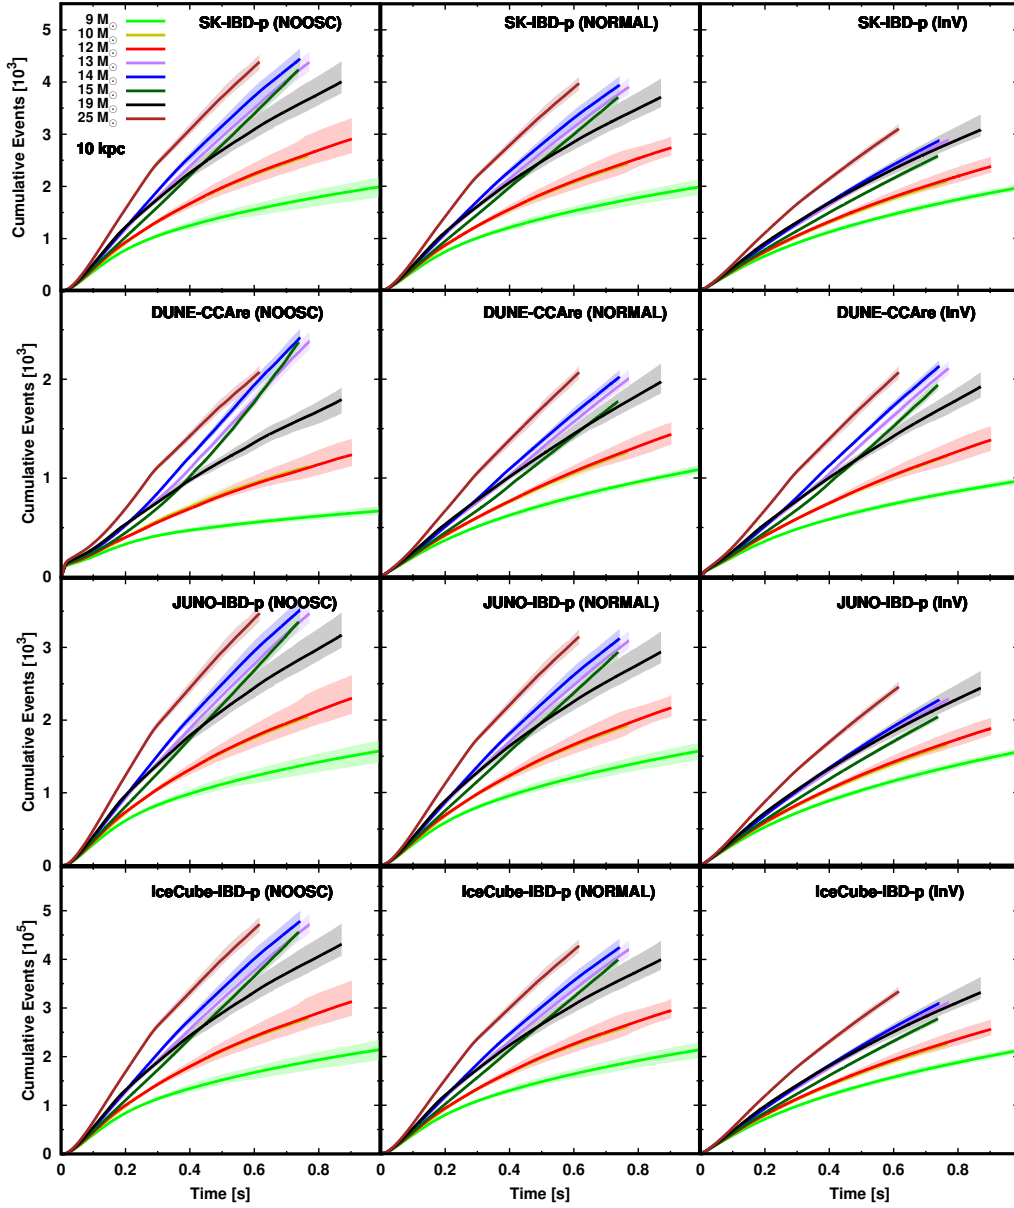 SK-IBD-p (NOOSC)
SK-IBD-p (NORMAL)
SK-IBD-p (InV)
9 M☉
10 M☉
12 M☉
13 M☉
14 M☉
15 M☉
19 M☉
25 M☉
10 kpc
Cumulative Events [10³]
5
4
3
2
1
0
DUNE-CCAre (NOOSC)
DUNE-CCAre (NORMAL)
DUNE-CCAre (InV)
Cumulative Events [10³]
2
1
0
JUNO-IBD-p (NOOSC)
JUNO-IBD-p (NORMAL)
JUNO-IBD-p (InV)
Cumulative Events [10³]
3
2
1
0
IceCube-IBD-p (NOOSC)
IceCube-IBD-p (NORMAL)
IceCube-IBD-p (InV)
Cumulative Events [10⁵]
5
4
3
2
1
0
0 0.2 0.4 0.6 0.8
0 0.2 0.4 0.6 0.8
0 0.2 0.4 0.6 0.8
Time [s]
Time [s]
Time [s]